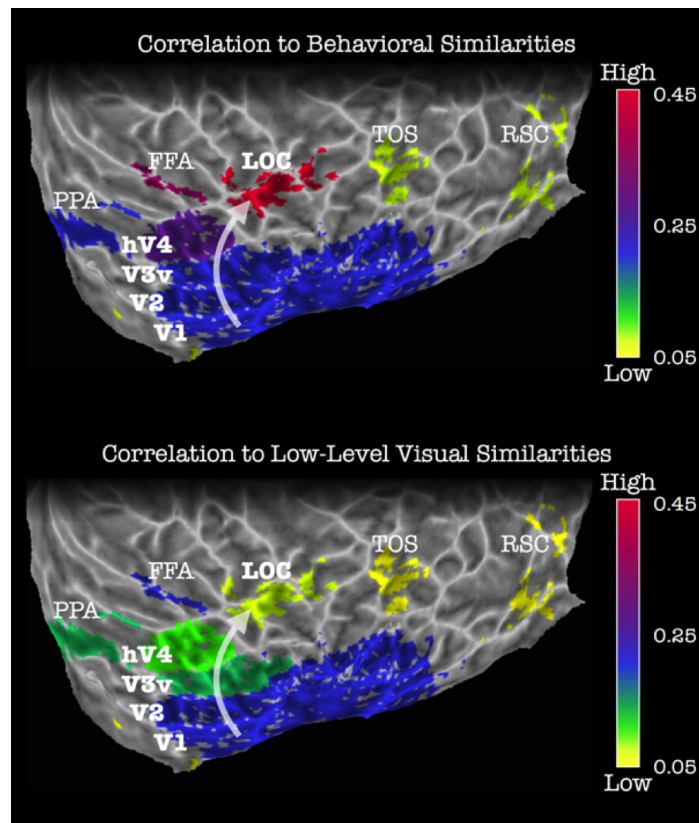 Correlation to Behavioral Similarities
High
0.45
FFA
LOC
TOS
RSC
PPA
0.25
hV4
V3v
V2
V1
0.05
Low
Correlation to Low-Level Visual Similarities
High
0.45
FFA
LOC
TOS
RSC
PPA
0.25
hV4
V3v
V2
V1
0.05
Low